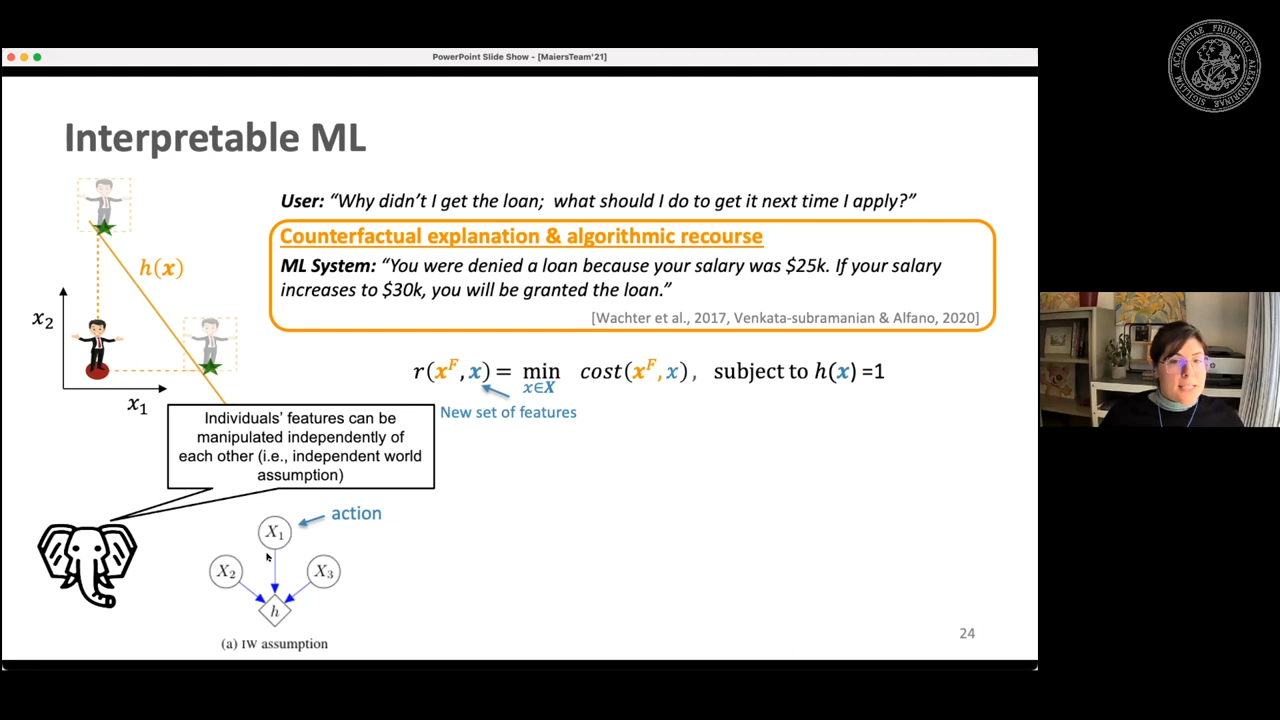 PowerPoint Slide Show - [MaiersTeam'21]
ACADEMIAE FRIDERICO ALEXANDRINAE SIGILLVM
Interpretable ML
User: “Why didn’t I get the loan; what should I do to get it next time I apply?”
Counterfactual explanation & algorithmic recourse
ML System: “You were denied a loan because your salary was $25k. If your salary
increases to $30k, you will be granted the loan.”
[Wachter et al., 2017, Venkata-subramanian & Alfano, 2020]
h(x)
x₂
x₁
r(xᶠ, x) = min cost(xᶠ, x), subject to h(x) =1
x∈X
New set of features
Individuals’ features can be
manipulated independently of
each other (i.e., independent world
assumption)
action
X₁
X₂
X₃
h
(a) IW assumption
24